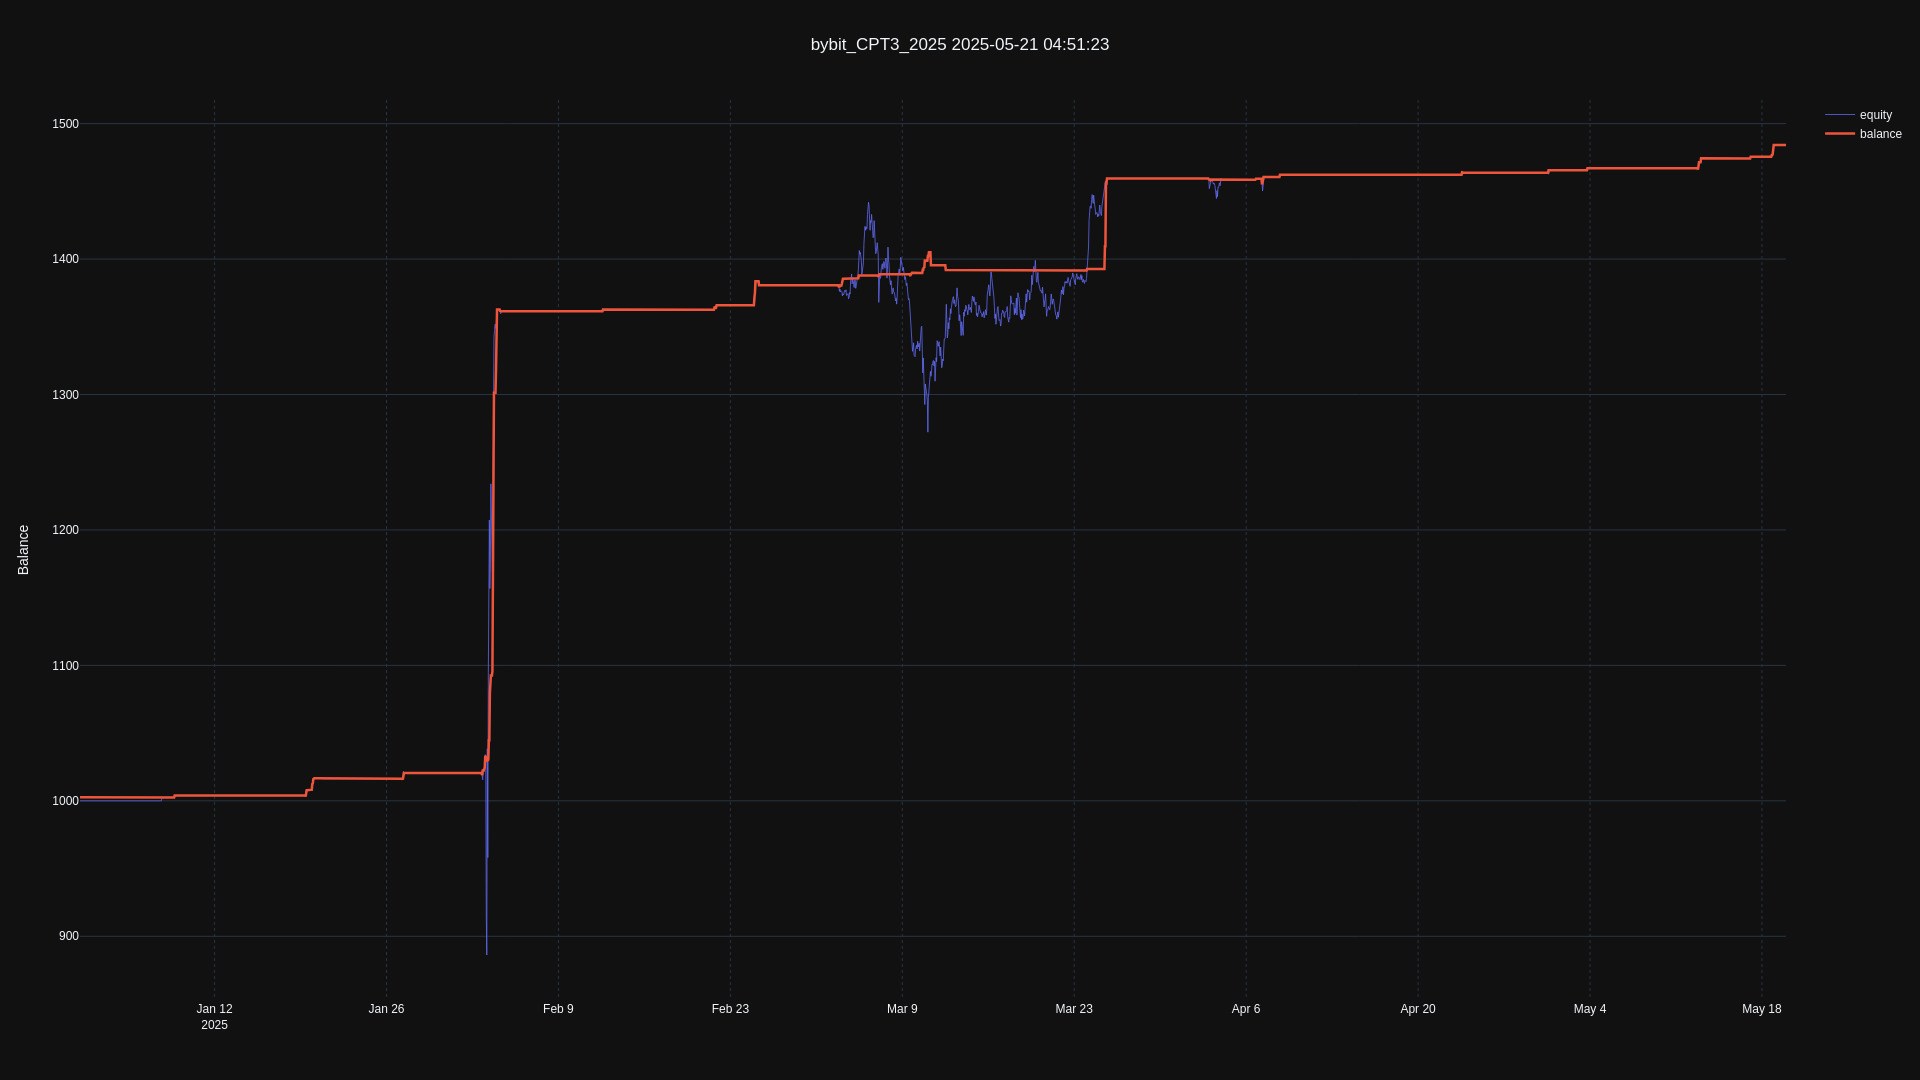 bybit_CPT3_2025 2025-05-21 04:51:23
equity
balance
Balance
1500
1400
1300
1200
1100
1000
900
Jan 12
2025
Jan 26
Feb 9
Feb 23
Mar 9
Mar 23
Apr 6
Apr 20
May 4
May 18